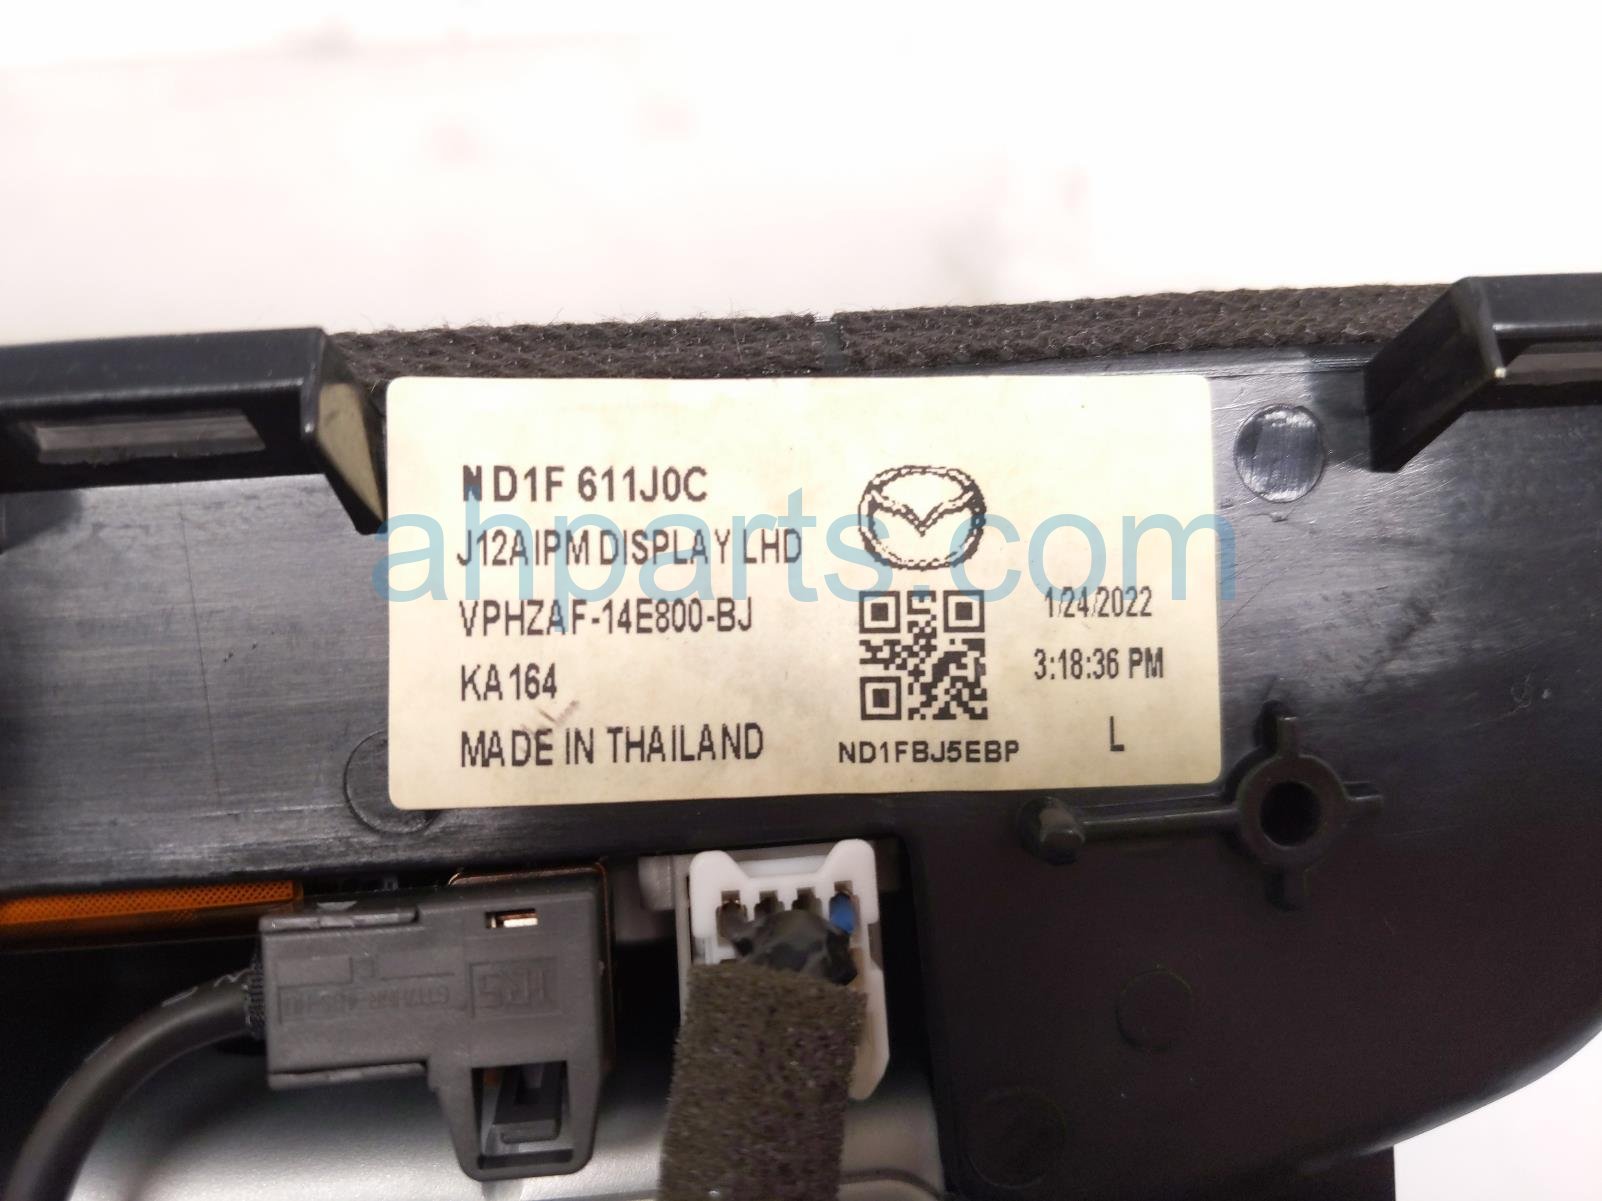 ND1F 611J0C
J12A IPM DISPLAY LHD
VPHZAF-14E800-BJ
KA164
MADE IN THAILAND
1/24/2022
3:18:36 PM
ND1FBJ5EBP
L
ahparts.com
HRS